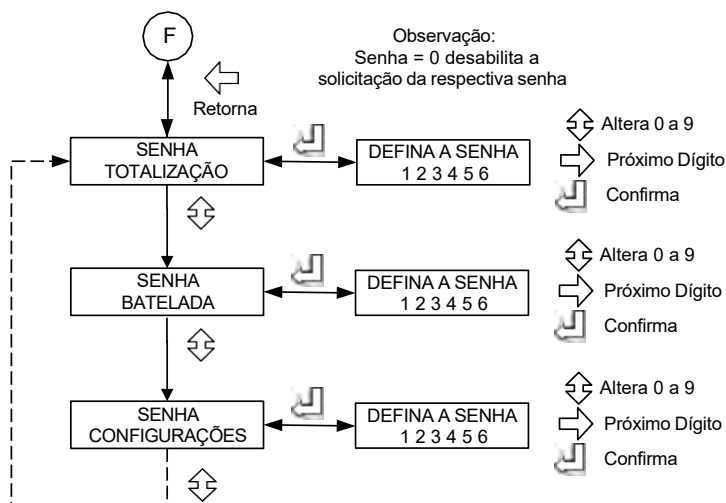 F
Observação:
Senha = 0 desabilita a
solicitação da respectiva senha
Retorna
SENHA
TOTALIZAÇÃO
DEFINA A SENHA
1 2 3 4 5 6
Altera 0 a 9
Próximo Dígito
Confirma
SENHA
BATELADA
DEFINA A SENHA
1 2 3 4 5 6
Altera 0 a 9
Próximo Dígito
Confirma
SENHA
CONFIGURAÇÕES
DEFINA A SENHA
1 2 3 4 5 6
Altera 0 a 9
Próximo Dígito
Confirma